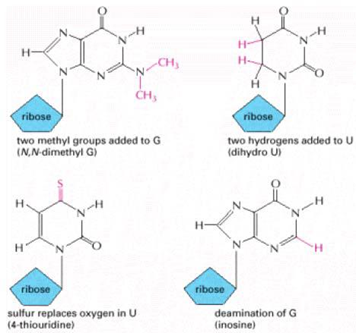 O
N
N
H
H
N
N
N
CH₃
CH₃
ribose
two methyl groups added to G
(N,N-dimethyl G)
O
H
H
N
H
H
H
N
O
ribose
two hydrogens added to U
(dihydro U)
S
H
N
H
H
N
O
ribose
sulfur replaces oxygen in U
(4-thiouridine)
O
N
N
H
H
N
N
H
ribose
deamination of G
(inosine)